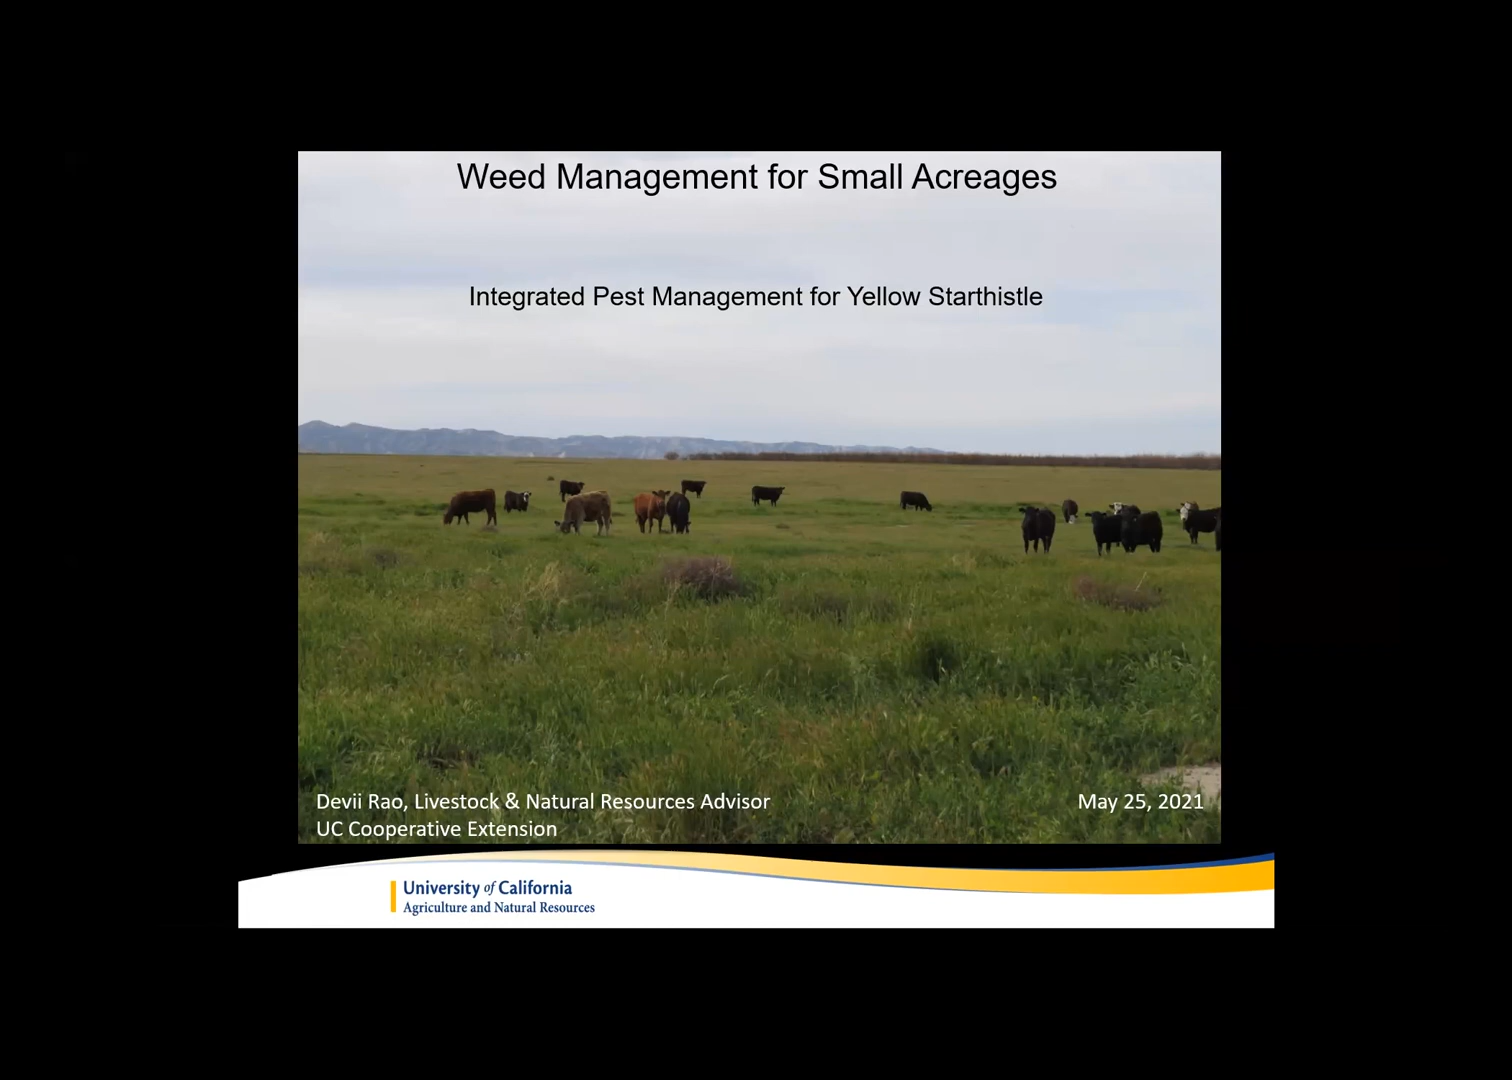 Weed Management for Small Acreages
Integrated Pest Management for Yellow Starthistle
Devii Rao, Livestock & Natural Resources Advisor
May 25, 2021
UC Cooperative Extension
University of California
Agriculture and Natural Resources